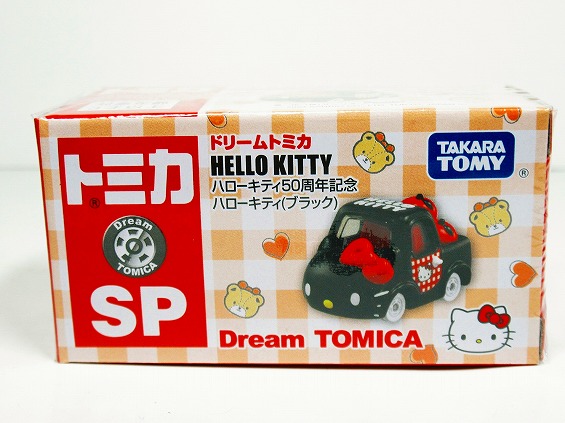 トミカ
®
Dream
TOMICA
SP
ドリームトミカ
HELLO KITTY
ハローキティ50周年記念
ハローキティ(ブラック)
TAKARA
TOMY
®
Dream TOMICA